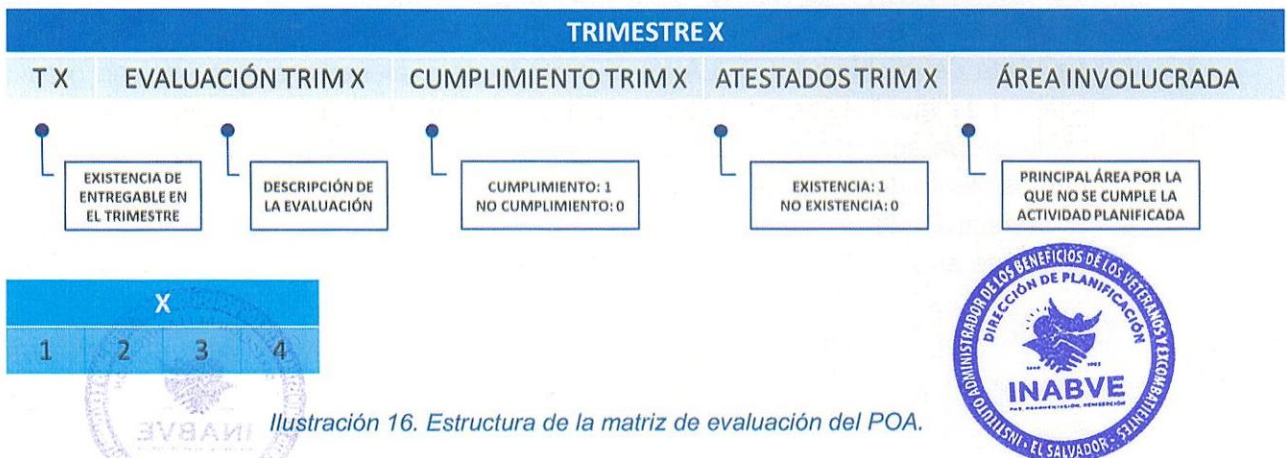 TRIMESTRE X
T X EVALUACIÓN TRIM X CUMPLIMIENTO TRIM X ATESTADOS TRIM X ÁREA INVOLUCRADA
EXISTENCIA DE
ENTREGABLE EN
EL TRIMESTRE
DESCRIPCIÓN DE
LA EVALUACIÓN
CUMPLIMIENTO: 1
NO CUMPLIMIENTO: 0
EXISTENCIA: 1
NO EXISTENCIA: 0
PRINCIPAL ÁREA POR LA
QUE NO SE CUMPLE LA
ACTIVIDAD PLANIFICADA
X
1 2 3 4
INSTITUTO ADMINISTRADOR DE LOS BENEFICIOS DE LOS VETERANOS Y EXCOMBATIENTES
DIRECCIÓN DE PLANIFICACIÓN
INABVE
EL SALVADOR
INABVE
Ilustración 16. Estructura de la matriz de evaluación del POA.